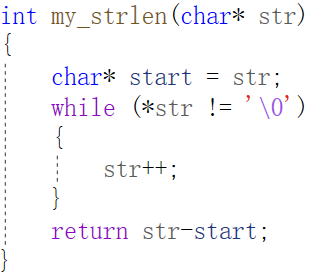 int my_strlen(char* str)
{
    char* start = str;
    while (*str != '\0')
    {
        str++;
    }
    return str-start;
}